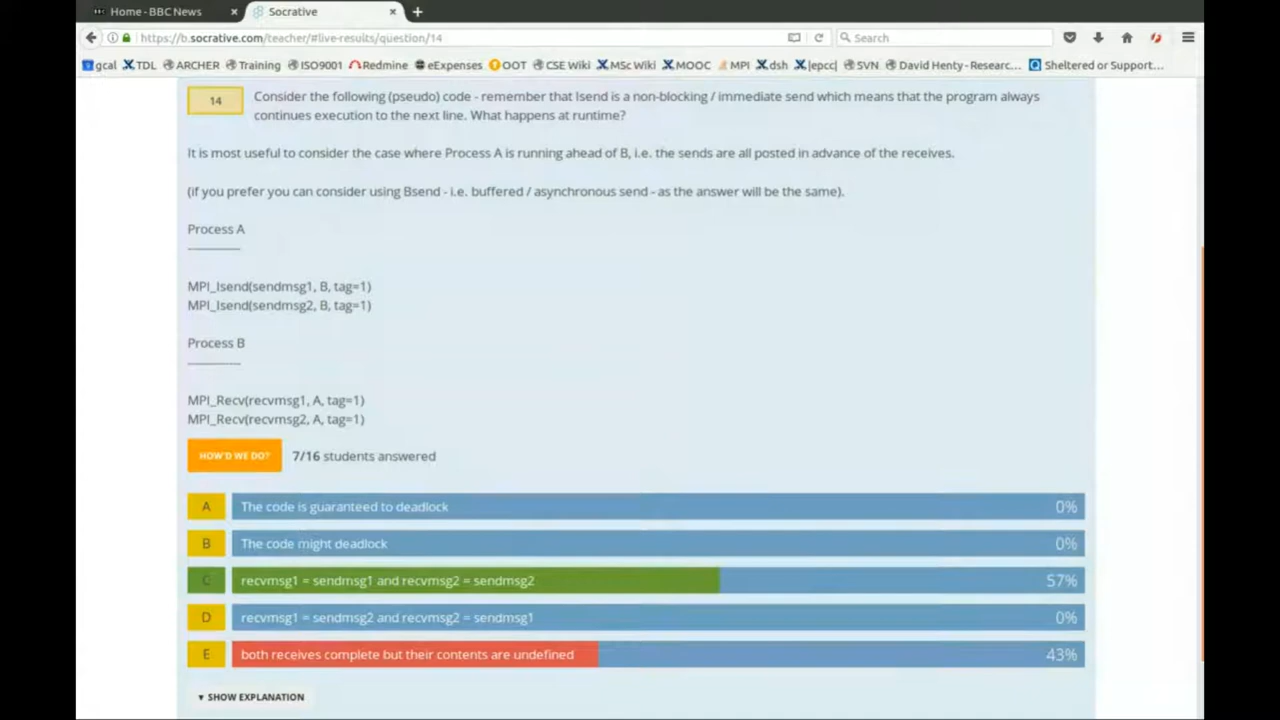 Home - BBC News
Socrative
https://b.socrative.com/teacher/#live-results/question/14
Search
gcal TDL ARCHER Training ISO9001 Redmine eExpenses OOT CSE Wiki MSc Wiki MOOC MPI dsh |epcc| SVN David Henty - Researc... Sheltered or Support...
14
Consider the following (pseudo) code - remember that Isend is a non-blocking / immediate send which means that the program always
continues execution to the next line. What happens at runtime?
It is most useful to consider the case where Process A is running ahead of B, i.e. the sends are all posted in advance of the receives.
(if you prefer you can consider using Bsend - i.e. buffered / asynchronous send - as the answer will be the same).
Process A
-------------
MPI_Isend(sendmsg1, B, tag=1)
MPI_Isend(sendmsg2, B, tag=1)
Process B
-------------
MPI_Recv(recvmsg1, A, tag=1)
MPI_Recv(recvmsg2, A, tag=1)
HOW'D WE DO? 7/16 students answered
A The code is guaranteed to deadlock 0%
B The code might deadlock 0%
C recvmsg1 = sendmsg1 and recvmsg2 = sendmsg2 57%
D recvmsg1 = sendmsg2 and recvmsg2 = sendmsg1 0%
E both receives complete but their contents are undefined 43%
▼ SHOW EXPLANATION